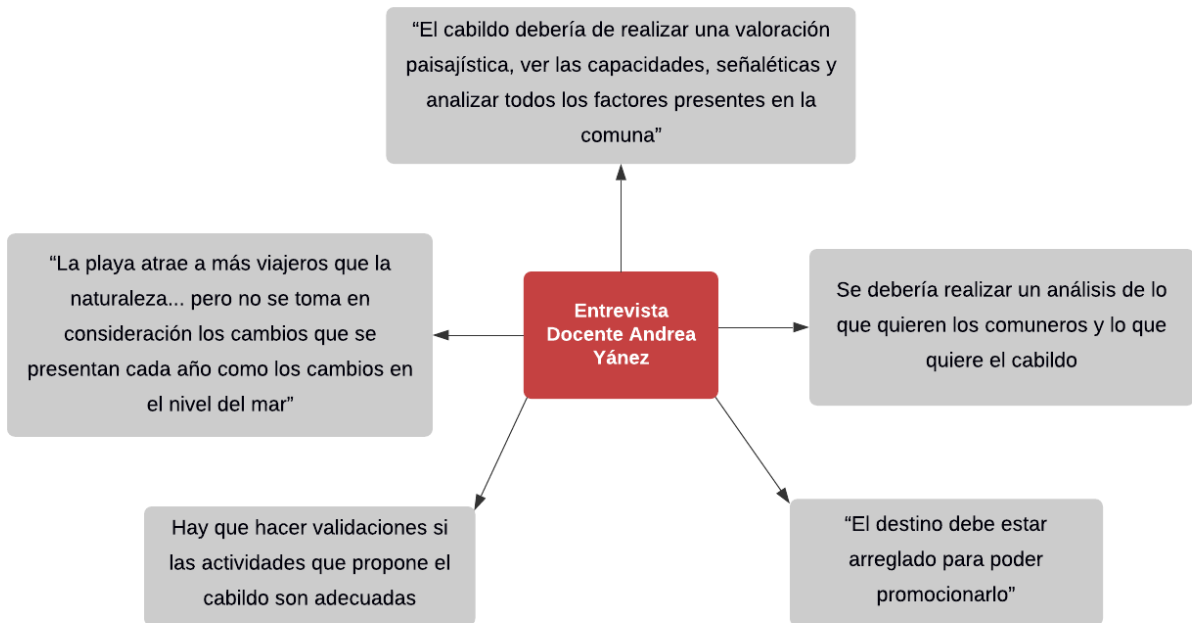 “El cabildo debería de realizar una valoración
paisajística, ver las capacidades, señaléticas y
analizar todos los factores presentes en la
comuna”
“La playa atrae a más viajeros que la
naturaleza... pero no se toma en
consideración los cambios que se
presentan cada año como los cambios en
el nivel del mar”
Entrevista
Docente Andrea
Yánez
Se debería realizar un análisis de lo
que quieren los comuneros y lo que
quiere el cabildo
Hay que hacer validaciones si
las actividades que propone el
cabildo son adecuadas
“El destino debe estar
arreglado para poder
promocionarlo”